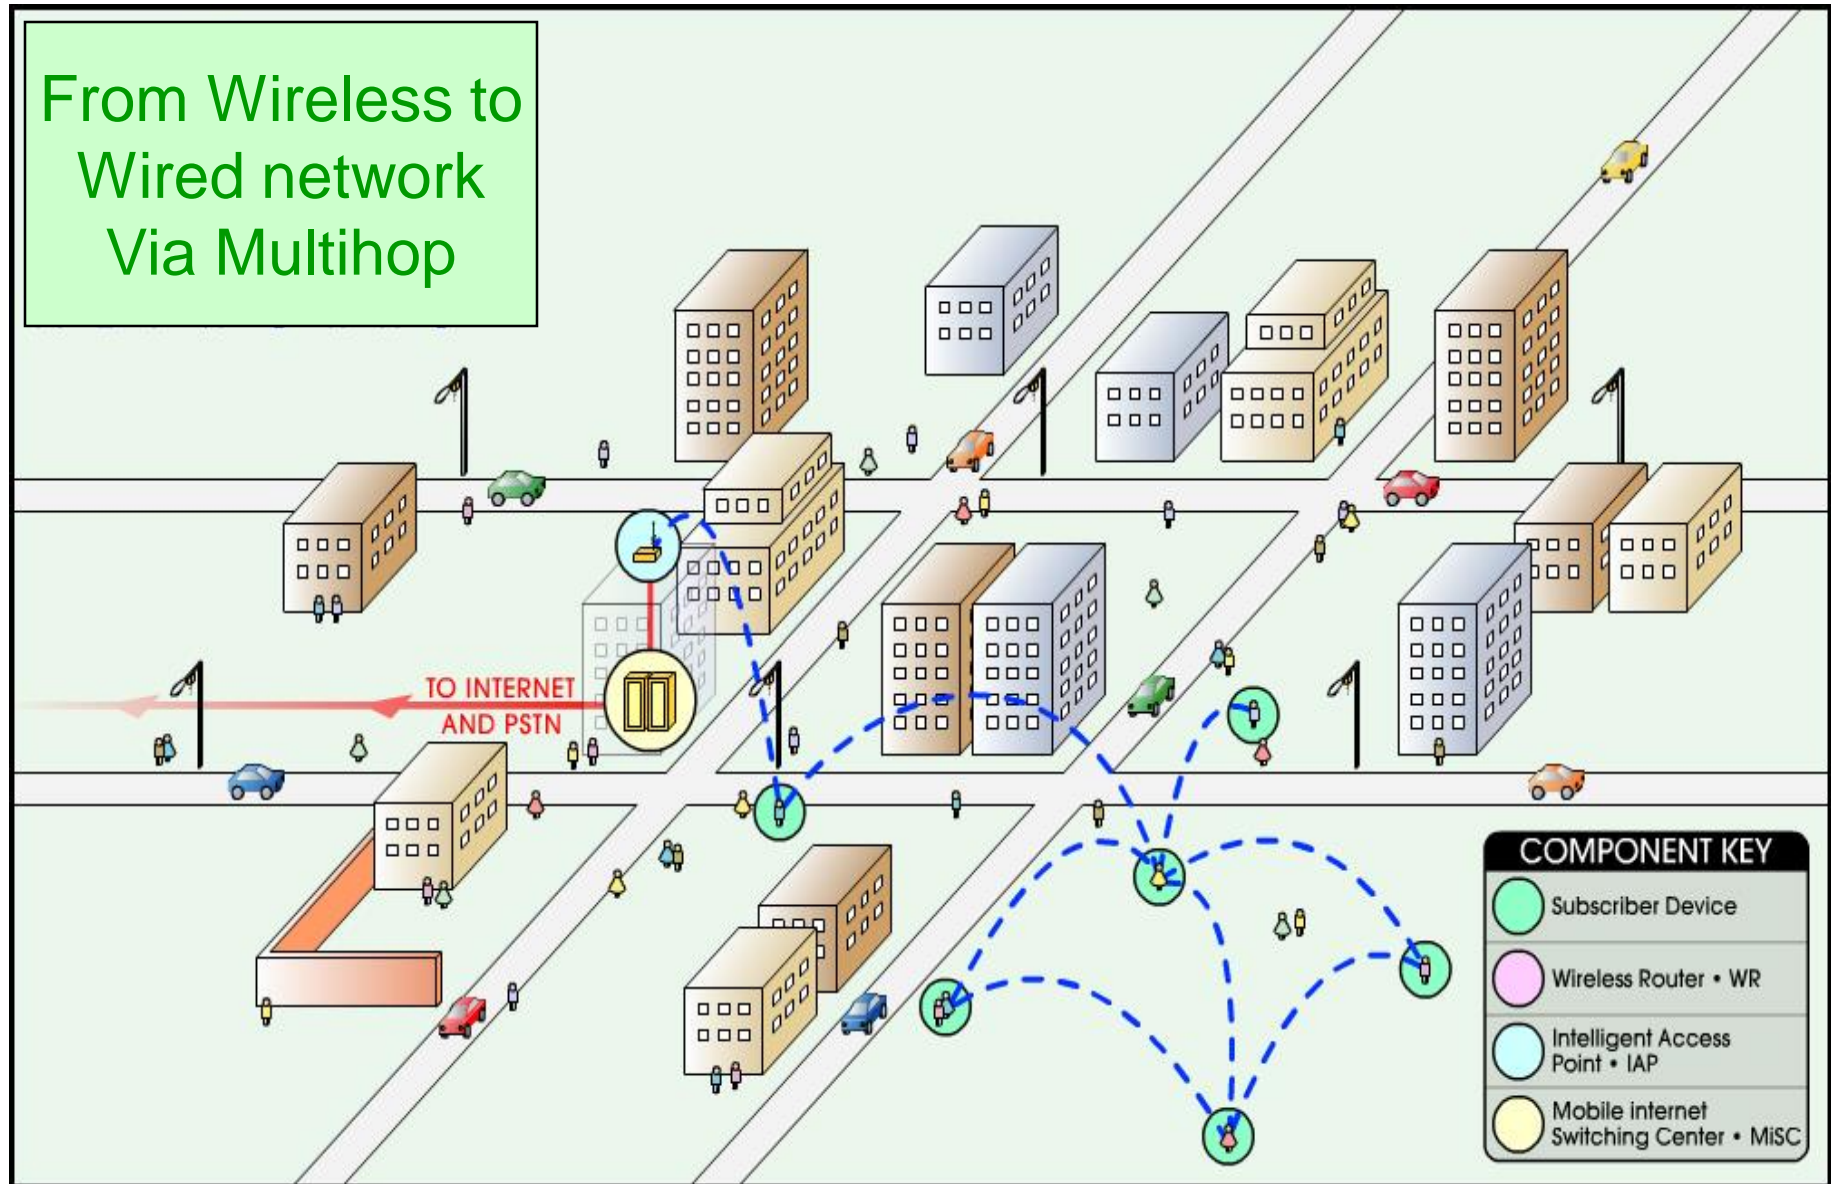 From Wireless to
Wired network
Via Multihop
TO INTERNET
AND PSTN
COMPONENT KEY
Subscriber Device
Wireless Router • WR
Intelligent Access
Point • IAP
Mobile internet
Switching Center • MiSC